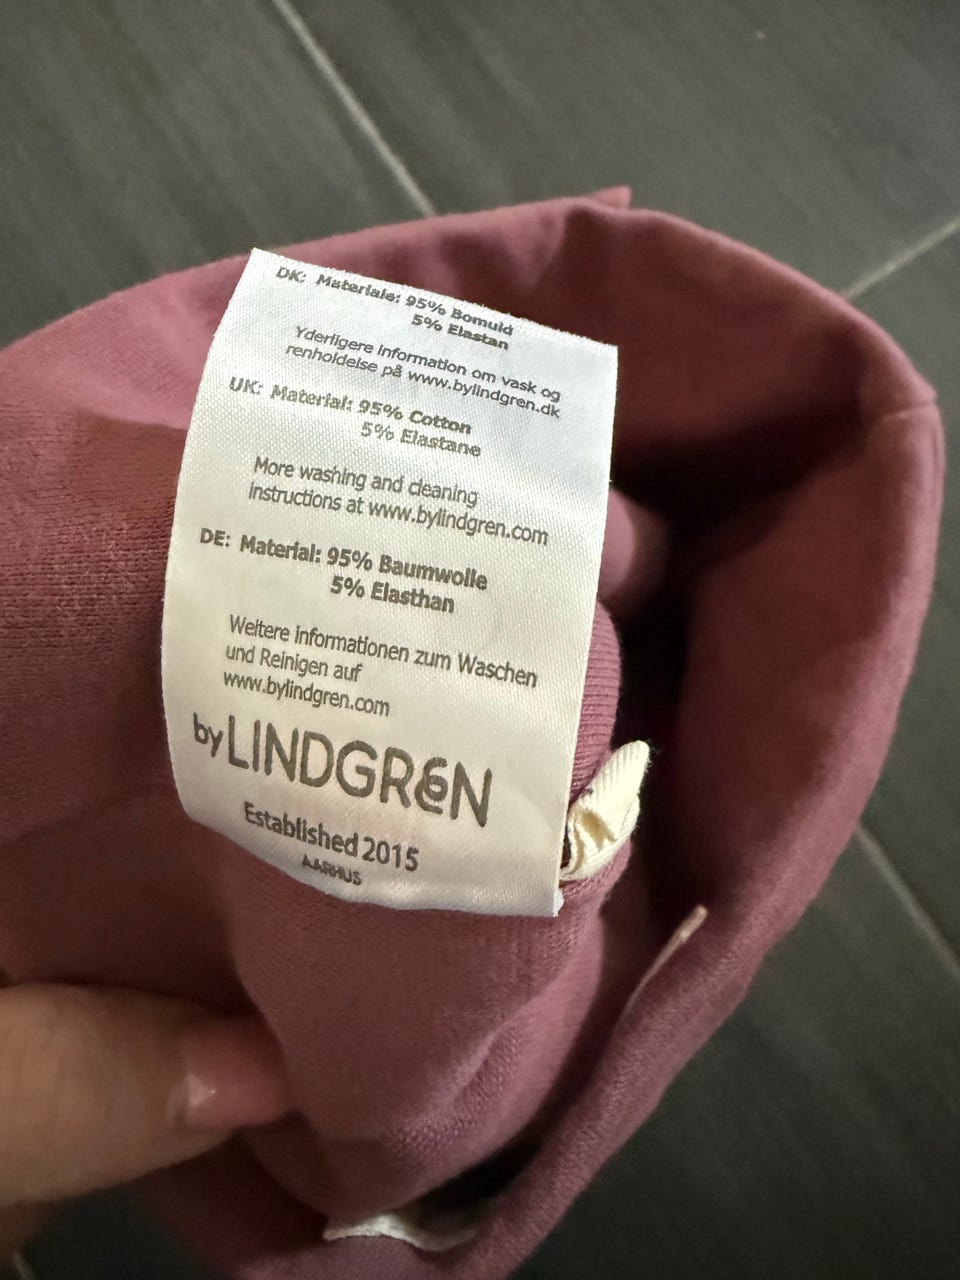 DK: Materiale: 95% Bomuld
5% Elastan
Yderligere information om vask og
renholdelse på www.bylindgren.dk
UK: Material: 95% Cotton
5% Elastane
More washing and cleaning
instructions at www.bylindgren.com
DE: Material: 95% Baumwolle
5% Elasthan
Weitere Informationen zum Waschen
und Reinigen auf
www.bylindgren.com
by LINDGREN
Established 2015
AARHUS